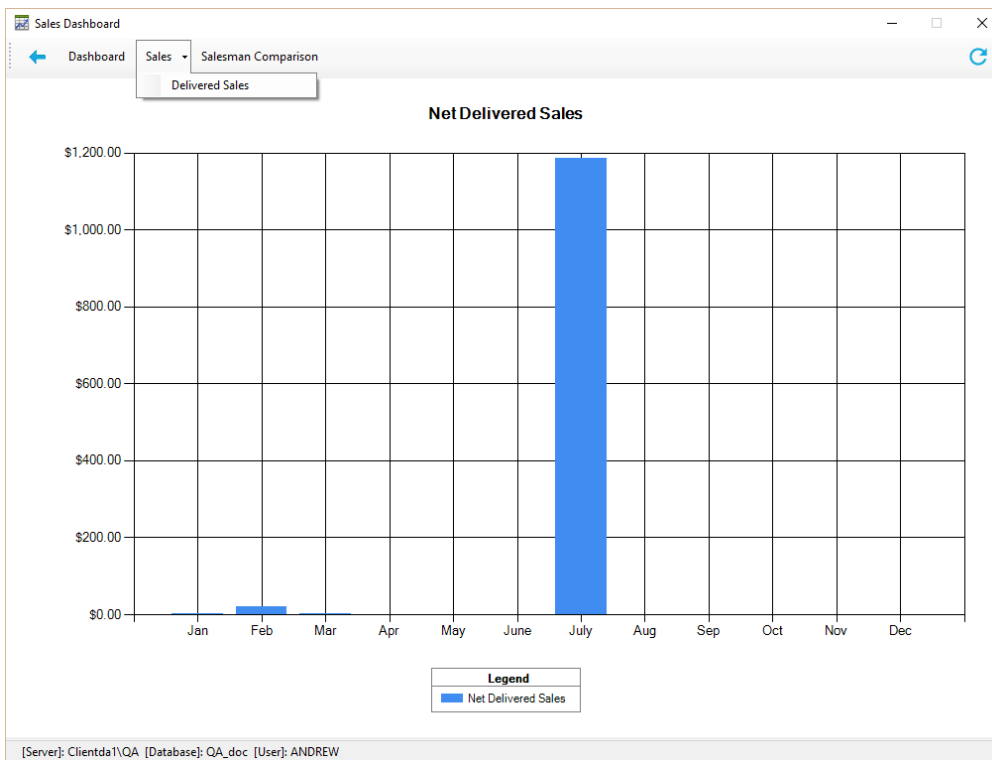 Sales Dashboard
Dashboard Sales Salesman Comparison
Delivered Sales
Net Delivered Sales
$1,200.00
$1,000.00
$800.00
$600.00
$400.00
$200.00
$0.00
Jan Feb Mar Apr May June July Aug Sep Oct Nov Dec
Legend
Net Delivered Sales
[Server]: Clientda1\QA [Database]: QA_doc [User]: ANDREW